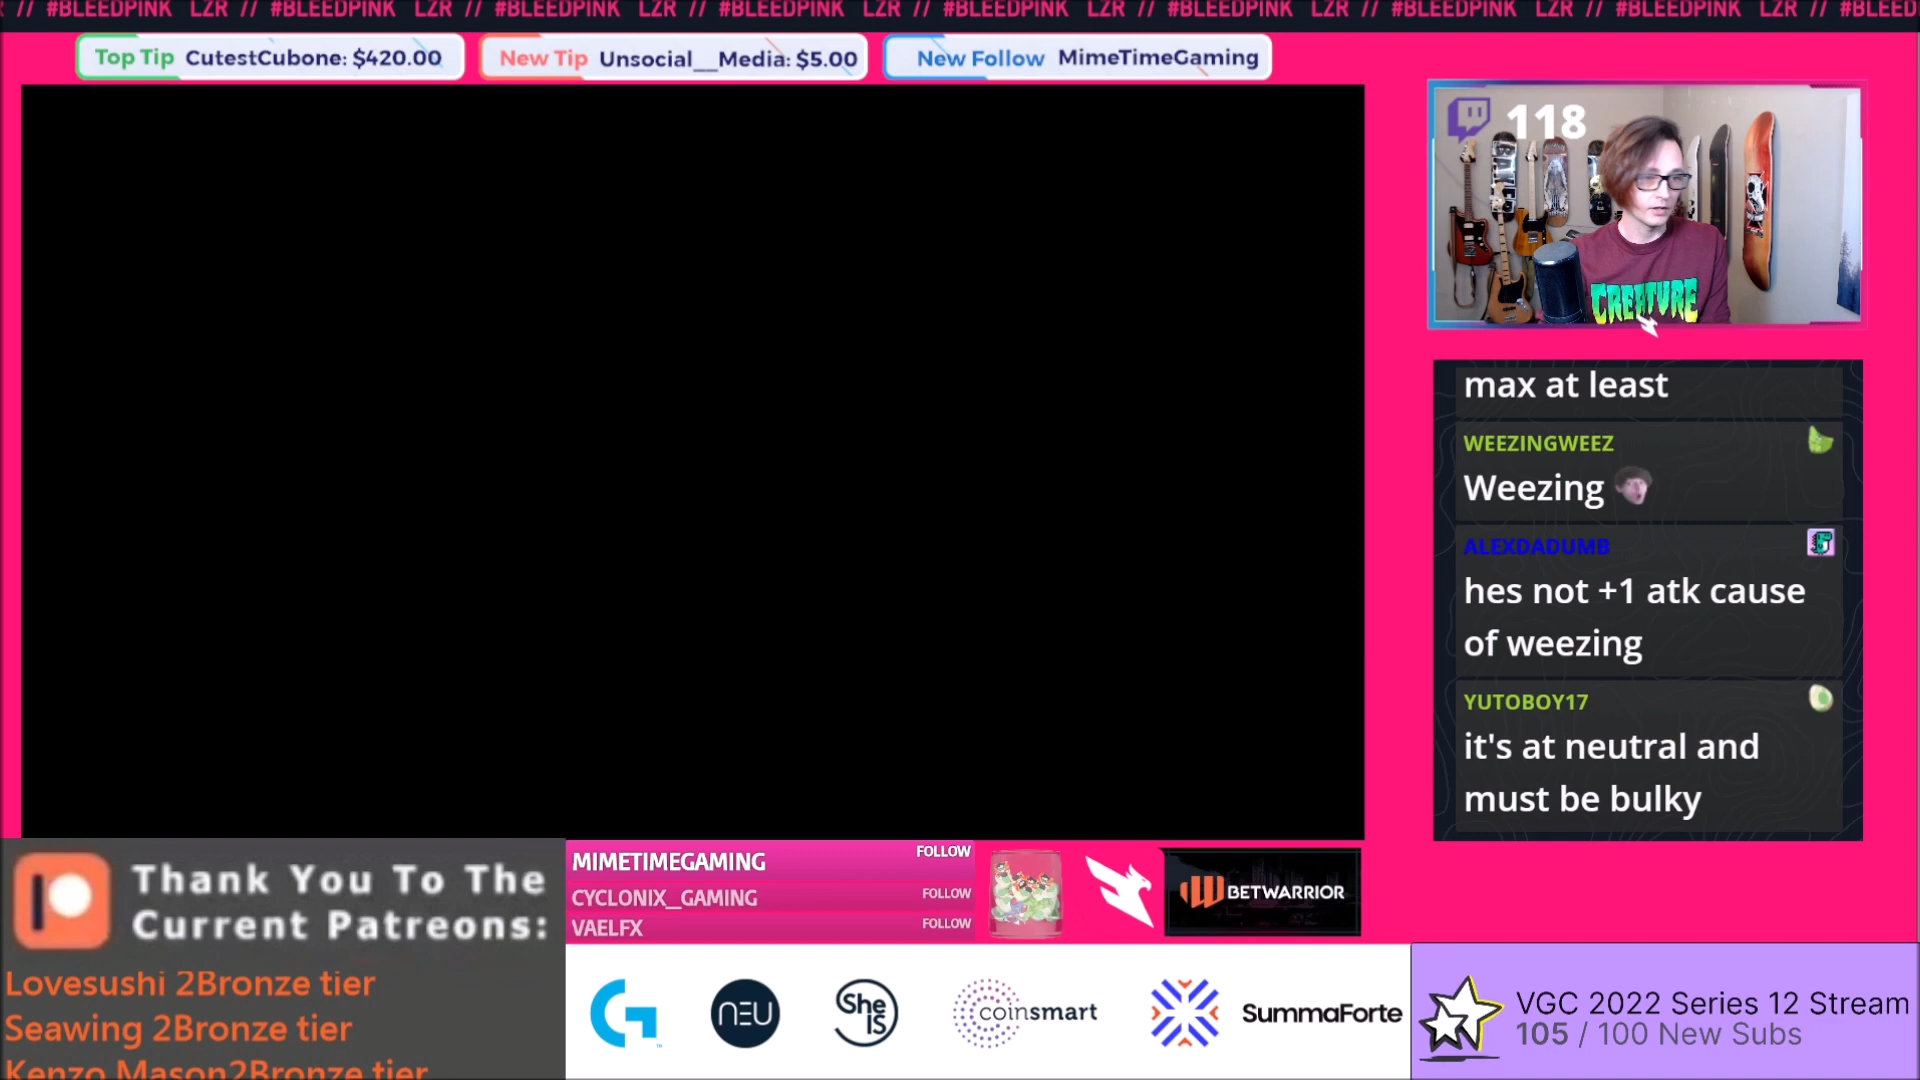 // #BLEEDPINK LZR // #BLEEDPINK LZR // #BLEEDPINK LZR // #BLEEDPINK LZR // #BLEEDPINK LZR // #BLEEDPINK LZR // #BLEEDPINK LZR // #BLEEDPINK LZR // #BLEED
Top Tip CutestCubone: $420.00
New Tip Unsocial__Media: $5.00
New Follow MimeTimeGaming
118
CREATURE
max at least
WEEZINGWEEZ
Weezing
ALEXDADUMB
hes not +1 atk cause
of weezing
YUTOBOY17
it's at neutral and
must be bulky
Thank You To The
Current Patreons:
Lovesushi 2Bronze tier
Seawing 2Bronze tier
Kenzo Mason2Bronze tier
MIMETIMEGAMING FOLLOW
CYCLONIX_GAMING FOLLOW
VAELFX FOLLOW
BETWARRIOR
G
NEU
She
IS
coinsmart
SummaForte
VGC 2022 Series 12 Stream
105 / 100 New Subs